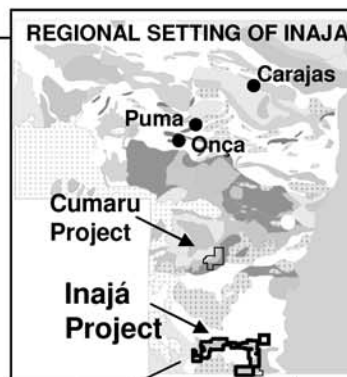 REGIONAL SETTING OF INAJA
Carajas
Puma
Onça
Cumaru
Project
Inajá
Project